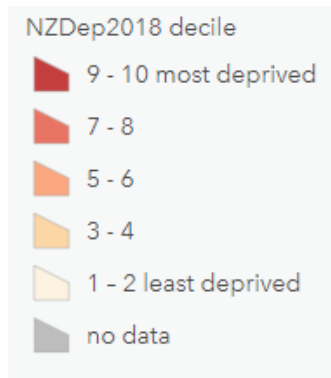 NZDep2018 decile
9 - 10 most deprived
7 - 8
5 - 6
3 - 4
1 – 2 least deprived
no data